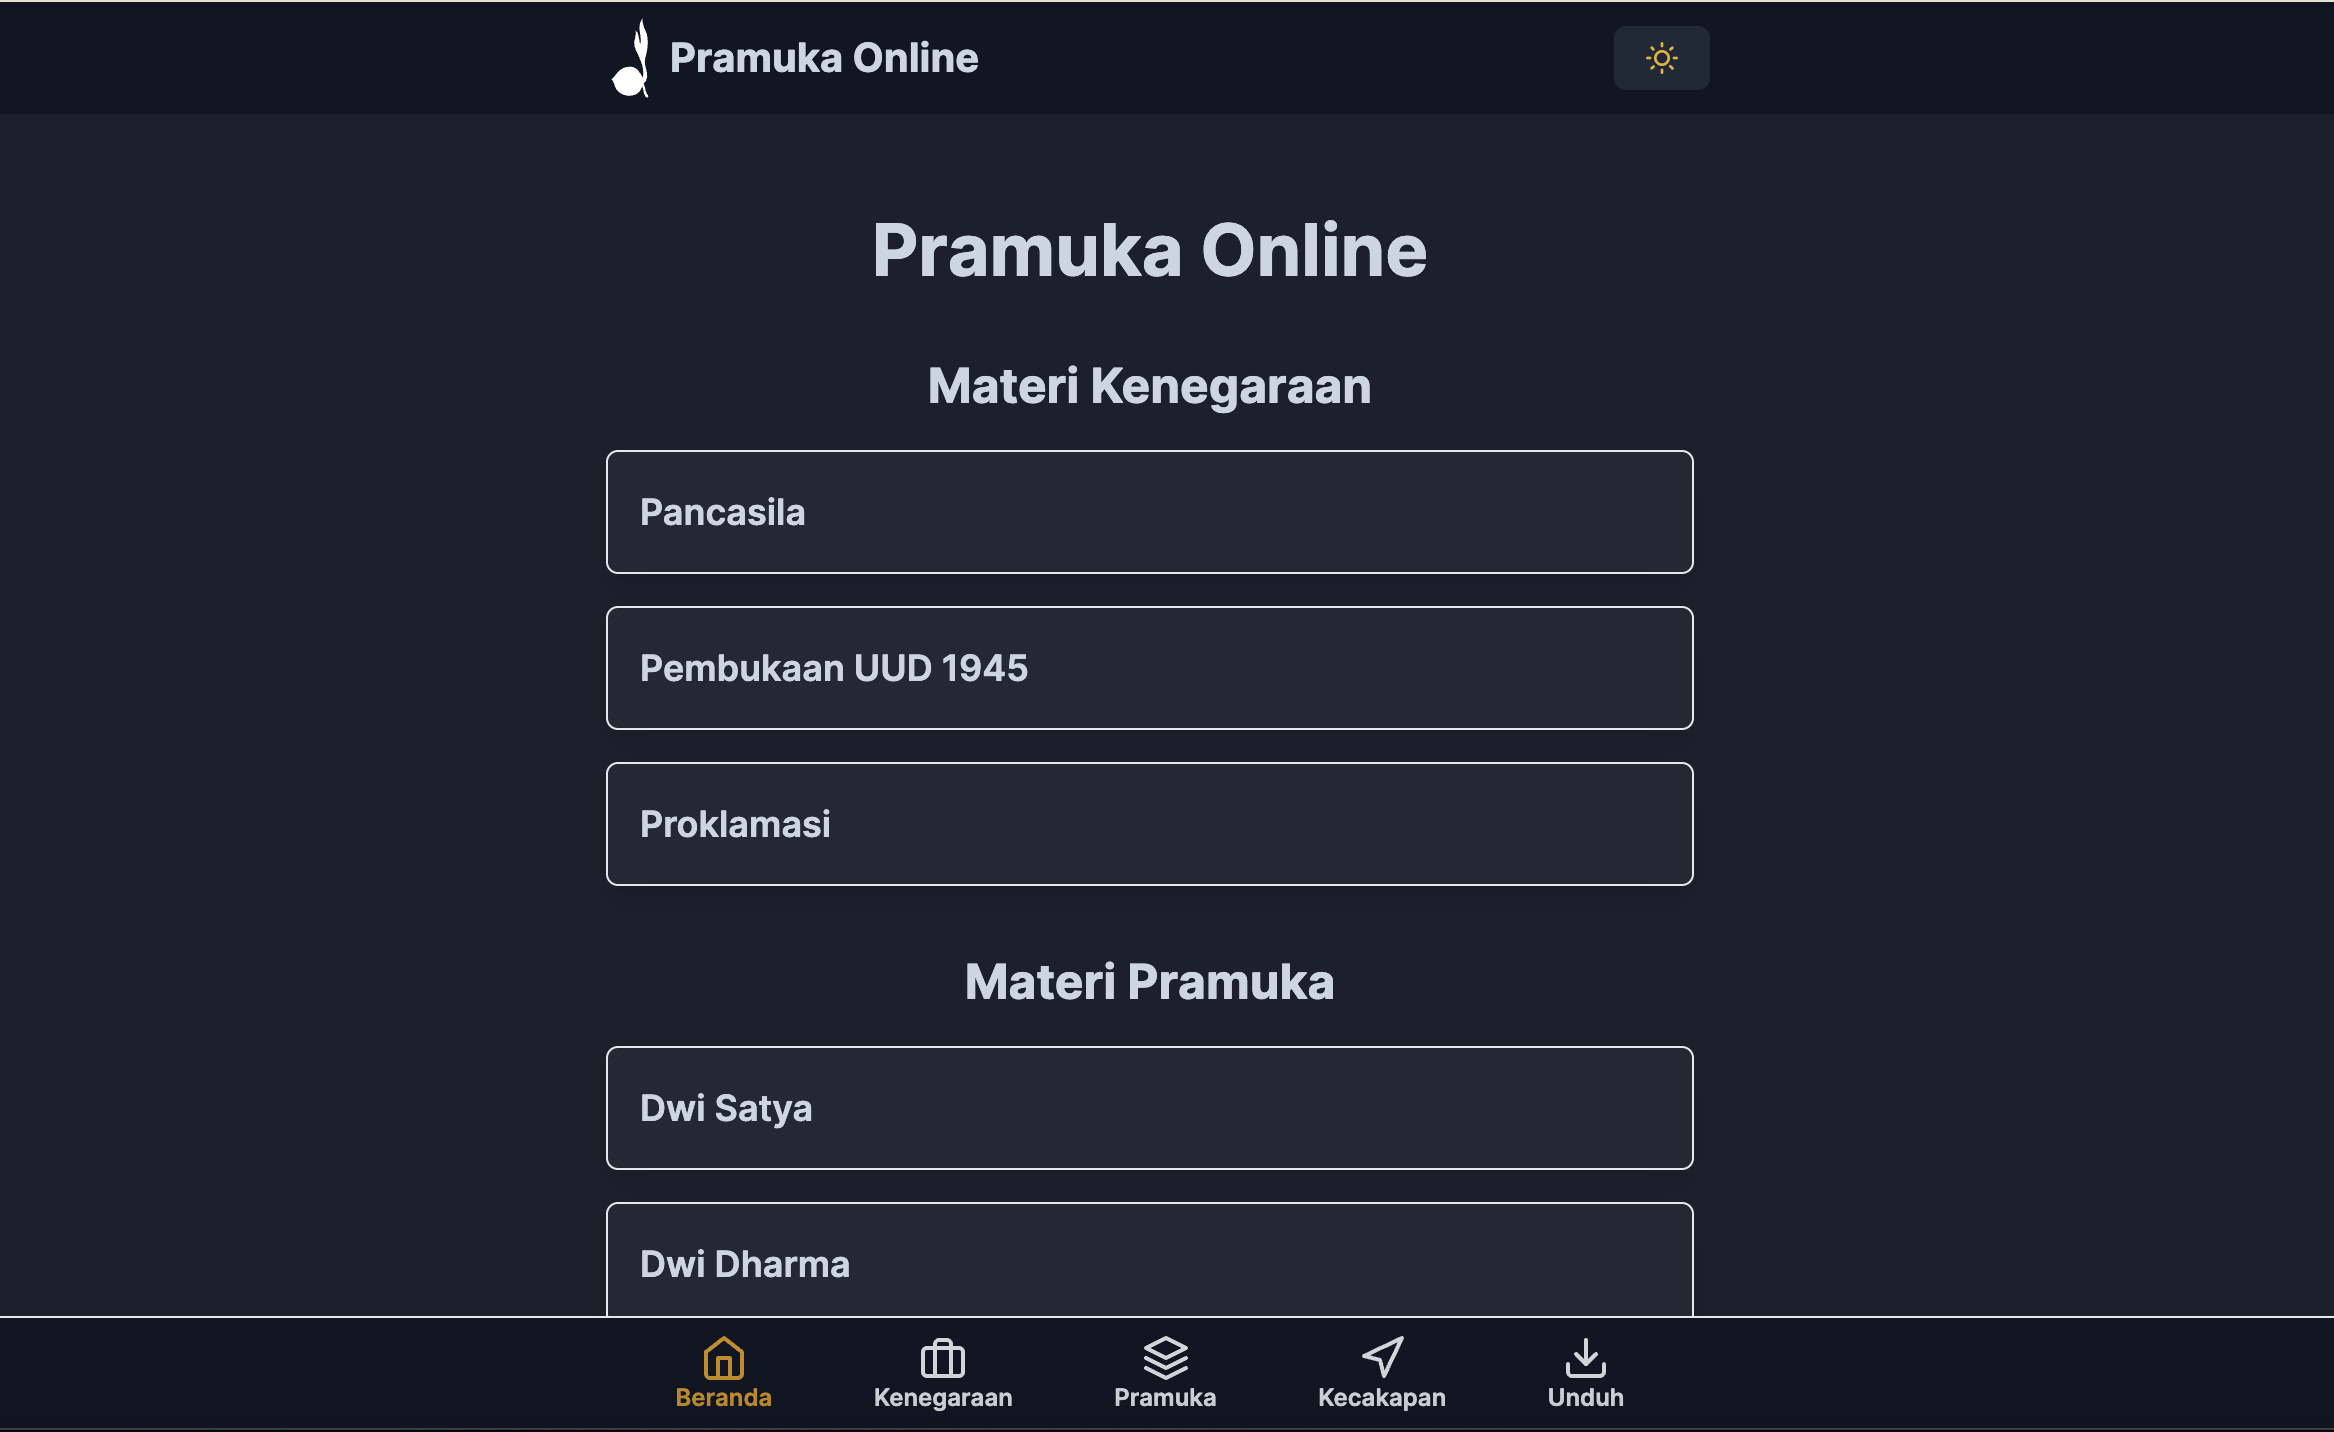 Pramuka Online
Pramuka Online
Materi Kenegaraan
Pancasila
Pembukaan UUD 1945
Proklamasi
Materi Pramuka
Dwi Satya
Dwi Dharma
Beranda
Kenegaraan
Pramuka
Kecakapan
Unduh